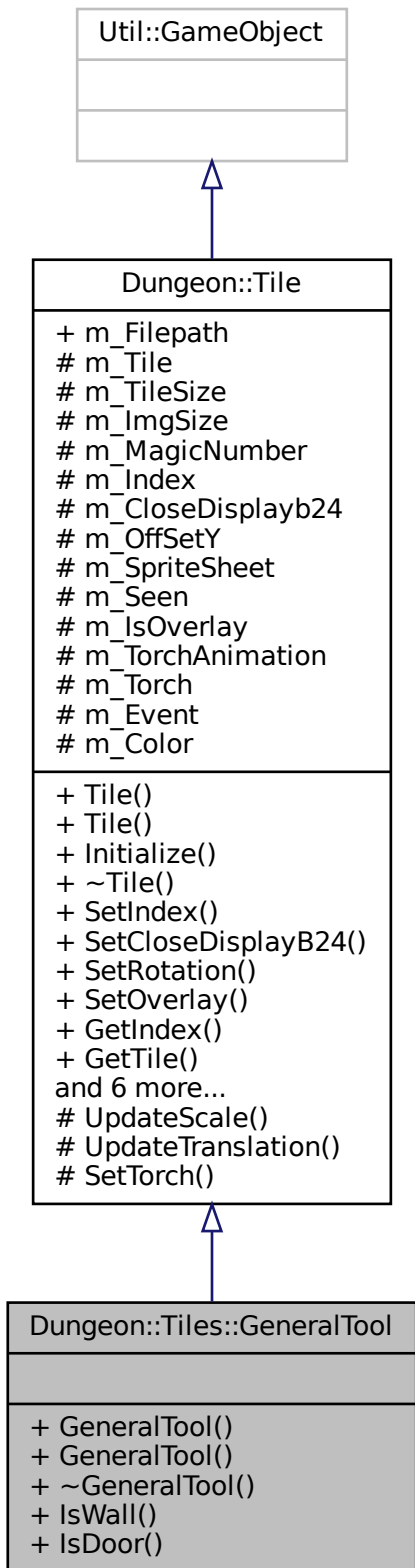 Util::GameObject
Dungeon::Tile
+ m_Filepath
# m_Tile
# m_TileSize
# m_ImgSize
# m_MagicNumber
# m_Index
# m_CloseDisplayb24
# m_OffSetY
# m_SpriteSheet
# m_Seen
# m_IsOverlay
# m_TorchAnimation
# m_Torch
# m_Event
# m_Color
+ Tile()
+ Tile()
+ Initialize()
+ ~Tile()
+ SetIndex()
+ SetCloseDisplayB24()
+ SetRotation()
+ SetOverlay()
+ GetIndex()
+ GetTile()
and 6 more...
# UpdateScale()
# UpdateTranslation()
# SetTorch()
Dungeon::Tiles::GeneralTool
+ GeneralTool()
+ GeneralTool()
+ ~GeneralTool()
+ IsWall()
+ IsDoor()